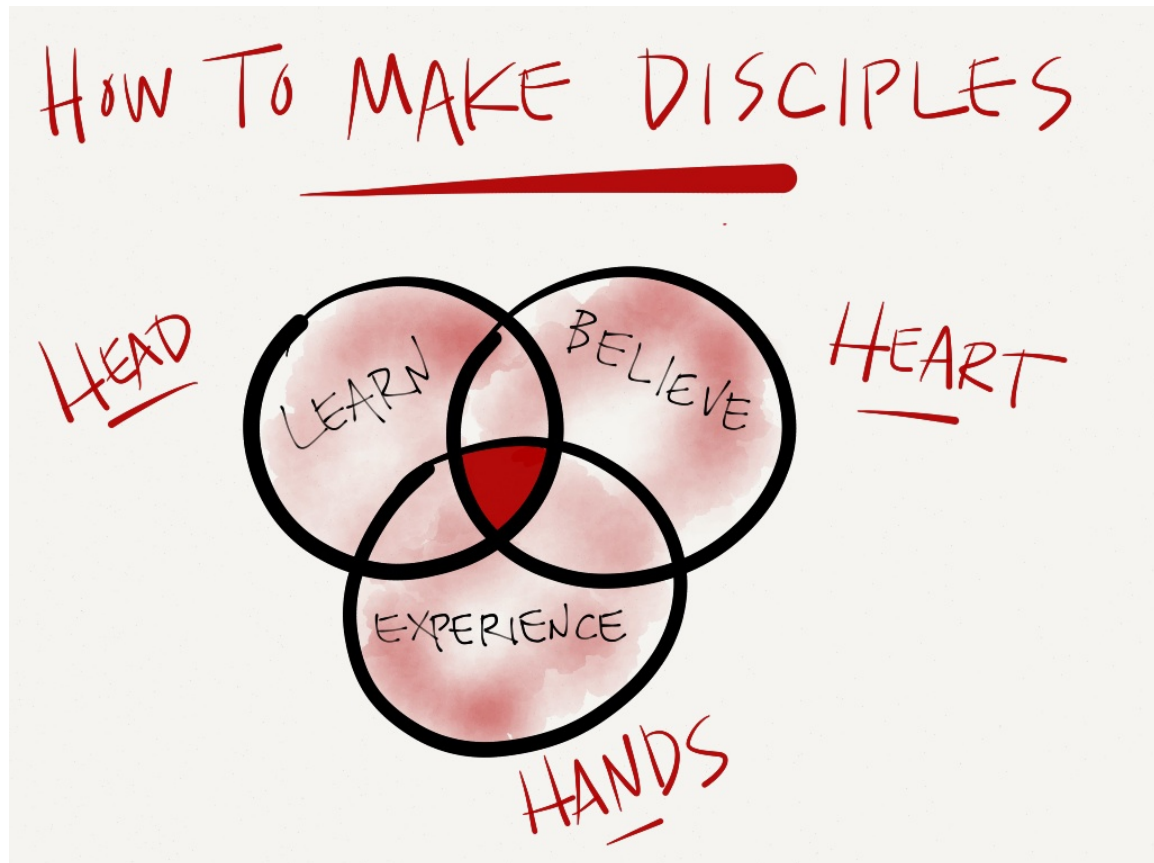 HOW TO MAKE DISCIPLES
HEAD
LEARN
BELIEVE
HEART
EXPERIENCE
HANDS